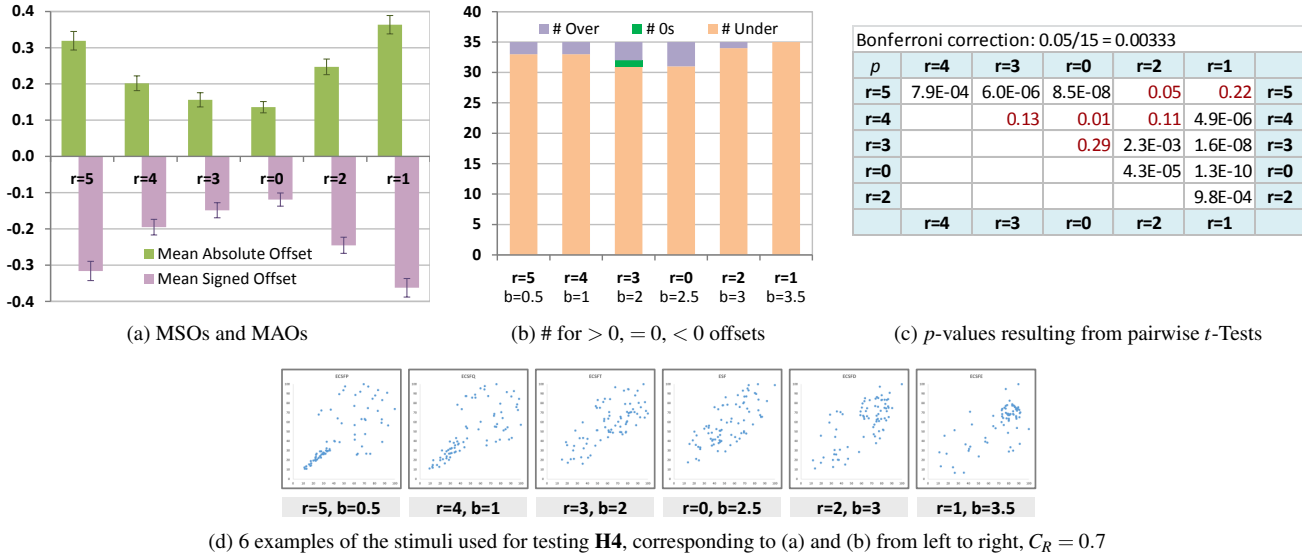 0.4
0.3
0.2
0.1
0.0
-0.1
-0.2
-0.3
-0.4
r=5 r=4 r=3 r=0 r=2 r=1
Mean Absolute Offset
Mean Signed Offset
(a) MSOs and MAOs
# Over # 0s # Under
40
35
30
25
20
15
10
5
0
r=5 r=4 r=3 r=0 r=2 r=1
b=0.5 b=1 b=2 b=2.5 b=3 b=3.5
(b) # for > 0, = 0, < 0 offsets
Bonferroni correction: 0.05/15 = 0.00333
p r=4 r=3 r=0 r=2 r=1
r=5 7.9E-04 6.0E-06 8.5E-08 0.05 0.22 r=5
r=4 0.13 0.01 0.11 4.9E-06 r=4
r=3 0.29 2.3E-03 1.6E-08 r=3
r=0 4.3E-05 1.3E-10 r=0
r=2 9.8E-04 r=2
r=4 r=3 r=0 r=2 r=1
(c) p-values resulting from pairwise t-Tests
ECSFP ECSFQ ECSFT ESF ECSFD ECSFE
r=5, b=0.5 r=4, b=1 r=3, b=2 r=0, b=2.5 r=2, b=3 r=1, b=3.5
(d) 6 examples of the stimuli used for testing H4, corresponding to (a) and (b) from left to right, C_R = 0.7